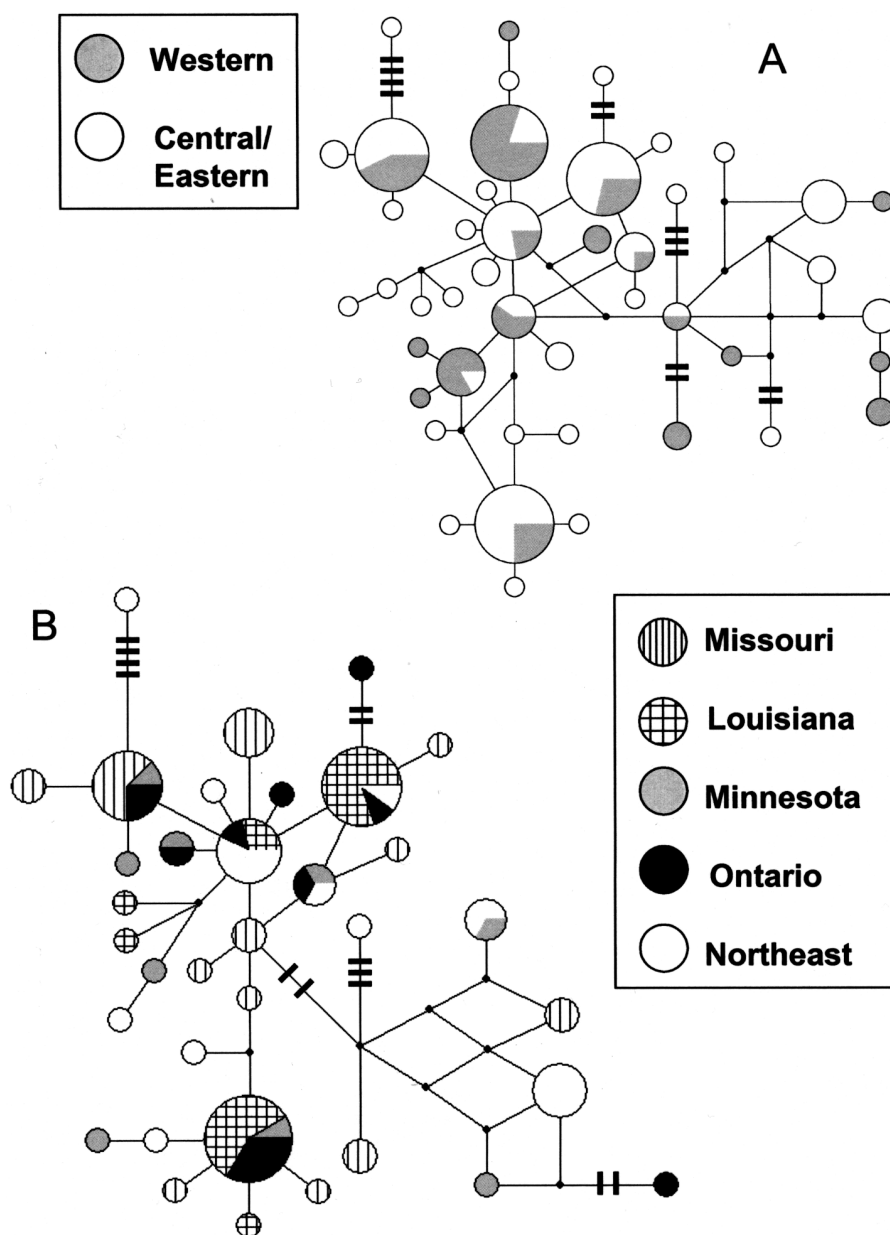 Western
Central/
Eastern
A
B
Missouri
Louisiana
Minnesota
Ontario
Northeast